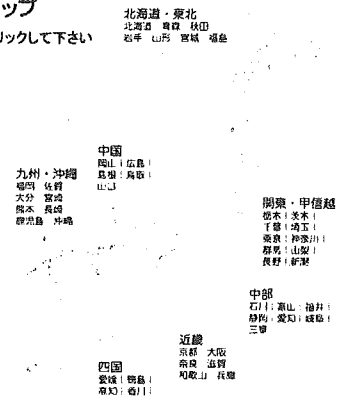 ップ
リックして下さい
北海道・東北
北海道 青森 秋田
岩手 山形 宮城 福島
中国
岡山 | 広島 |
島根 | 鳥取 |
山口
九州・沖縄
福岡 佐賀
大分 宮崎
熊本 長崎
鹿児島 沖縄
関東・甲信越
栃木 | 茨木 |
千葉 | 埼玉 |
東京 | 神奈川 |
群馬 | 山梨 |
長野 | 新潟
中部
石川 | 富山 | 福井 |
静岡 | 愛知 | 岐阜 |
三重
近畿
京都 大阪
奈良 滋賀
和歌山 兵庫
四国
愛媛 | 徳島 |
高知 | 香川 |